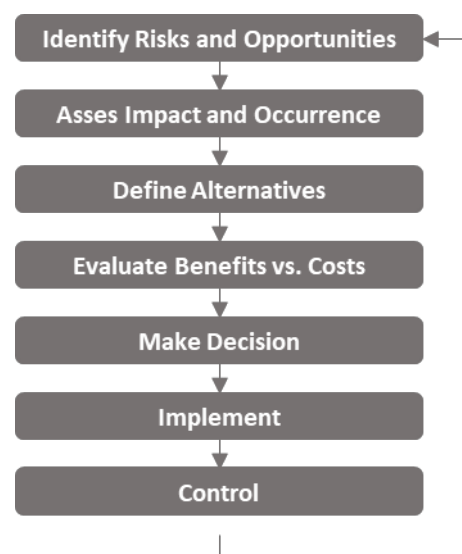 Identify Risks and Opportunities
Asses Impact and Occurrence
Define Alternatives
Evaluate Benefits vs. Costs
Make Decision
Implement
Control